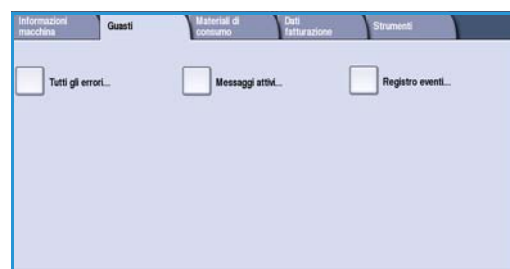 Informazioni
macchina
Guasti
Materiali di
consumo
Dati
fatturazione
Strumenti
Tutti gli errori...
Messaggi attivi...
Registro eventi...